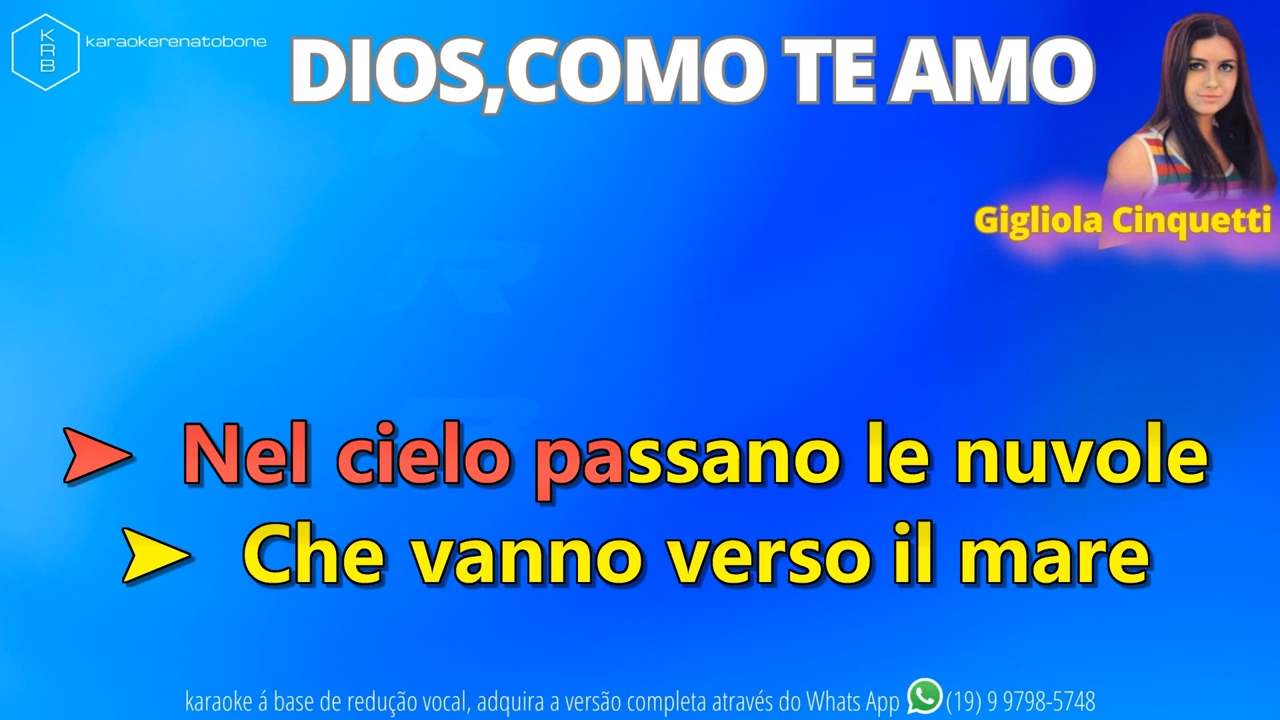 KRB
karaokerenatobone
DIOS,COMO TE AMO
Gigliola Cinquetti
➤ Nel cielo passano le nuvole
➤ Che vanno verso il mare
karaoke á base de redução vocal, adquira a versão completa através do Whats App (19) 9 9798-5748